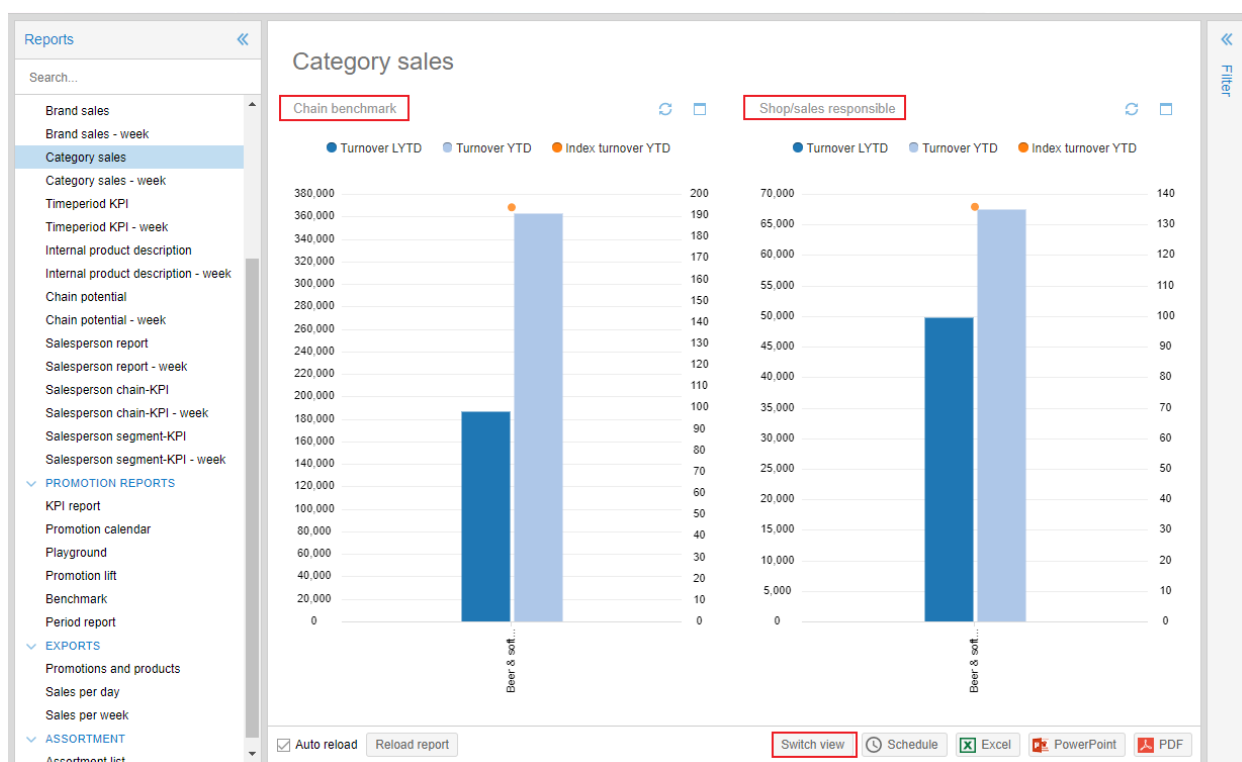 Reports
Search...
Brand sales
Brand sales - week
Category sales
Category sales - week
Timeperiod KPI
Timeperiod KPI - week
Internal product description
Internal product description - week
Chain potential
Chain potential - week
Salesperson report
Salesperson report - week
Salesperson chain-KPI
Salesperson chain-KPI - week
Salesperson segment-KPI
Salesperson segment-KPI - week
PROMOTION REPORTS
KPI report
Promotion calendar
Playground
Promotion lift
Benchmark
Period report
EXPORTS
Promotions and products
Sales per day
Sales per week
ASSORTMENT
Assortment list
Category sales
Chain benchmark
Turnover LYTD Turnover YTD Index turnover YTD
380,000
360,000
340,000
320,000
300,000
280,000
260,000
240,000
220,000
200,000
180,000
160,000
140,000
120,000
100,000
80,000
60,000
40,000
20,000
0
200
190
180
170
160
150
140
130
120
110
100
90
80
70
60
50
40
30
20
10
0
Beer & soft...
Shop/sales responsible
Turnover LYTD Turnover YTD Index turnover YTD
70,000
65,000
60,000
55,000
50,000
45,000
40,000
35,000
30,000
25,000
20,000
15,000
10,000
5,000
0
140
130
120
110
100
90
80
70
60
50
40
30
20
10
0
Beer & soft...
Auto reload Reload report Switch view Schedule Excel PowerPoint PDF
Filter